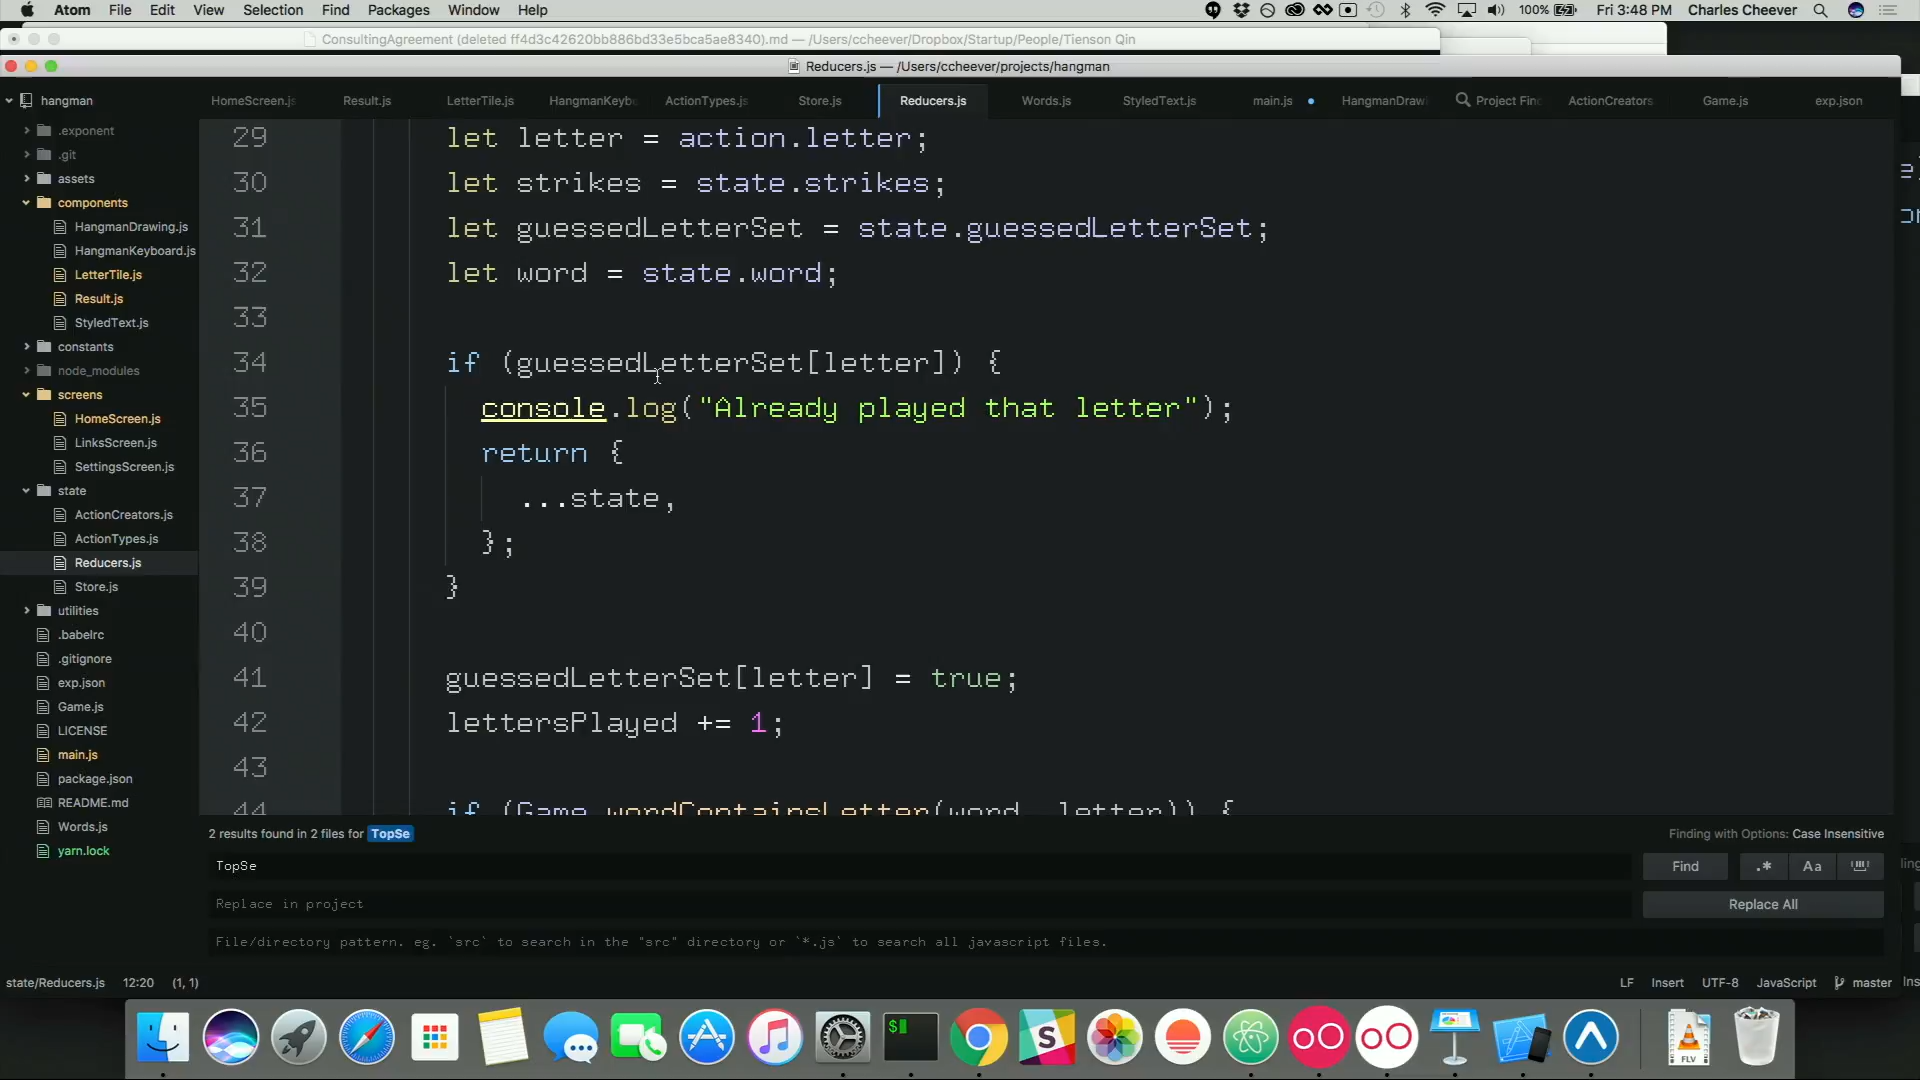 Atom File Edit View Selection Find Packages Window Help 100% Fri 3:48 PM Charles Cheever
ConsultingAgreement (deleted ff4d3c42620bb886bd33e5bca5ae8340).md — /Users/ccheever/Dropbox/Startup/People/Tienson Qin
Reducers.js — /Users/ccheever/projects/hangman
hangman
HomeScreen.js Result.js LetterTile.js HangmanKeybo ActionTypes.js Store.js Reducers.js Words.js StyledText.js main.js HangmanDrawi Project Find ActionCreators Game.js exp.json
.exponent
.git
assets
components
HangmanDrawing.js
HangmanKeyboard.js
LetterTile.js
Result.js
StyledText.js
constants
node_modules
screens
HomeScreen.js
LinksScreen.js
SettingsScreen.js
state
ActionCreators.js
ActionTypes.js
Reducers.js
Store.js
utilities
.babelrc
.gitignore
exp.json
Game.js
LICENSE
main.js
package.json
README.md
Words.js
yarn.lock
29 let letter = action.letter;
30 let strikes = state.strikes;
31 let guessedLetterSet = state.guessedLetterSet;
32 let word = state.word;
33
34 if (guessedLetterSet[letter]) {
35 console.log("Already played that letter");
36 return {
37 ...state,
38 };
39 }
40
41 guessedLetterSet[letter] = true;
42 lettersPlayed += 1;
43
44 if (Game.wordContainsLetter(word, letter)) {
2 results found in 2 files for TopSe
Finding with Options: Case Insensitive
TopSe
Find .* Aa
Replace in project
Replace All
File/directory pattern. eg. `src` to search in the "src" directory or `*.js` to search all javascript files.
state/Reducers.js 12:20 (1, 1) LF Insert UTF-8 JavaScript master
$
FLV